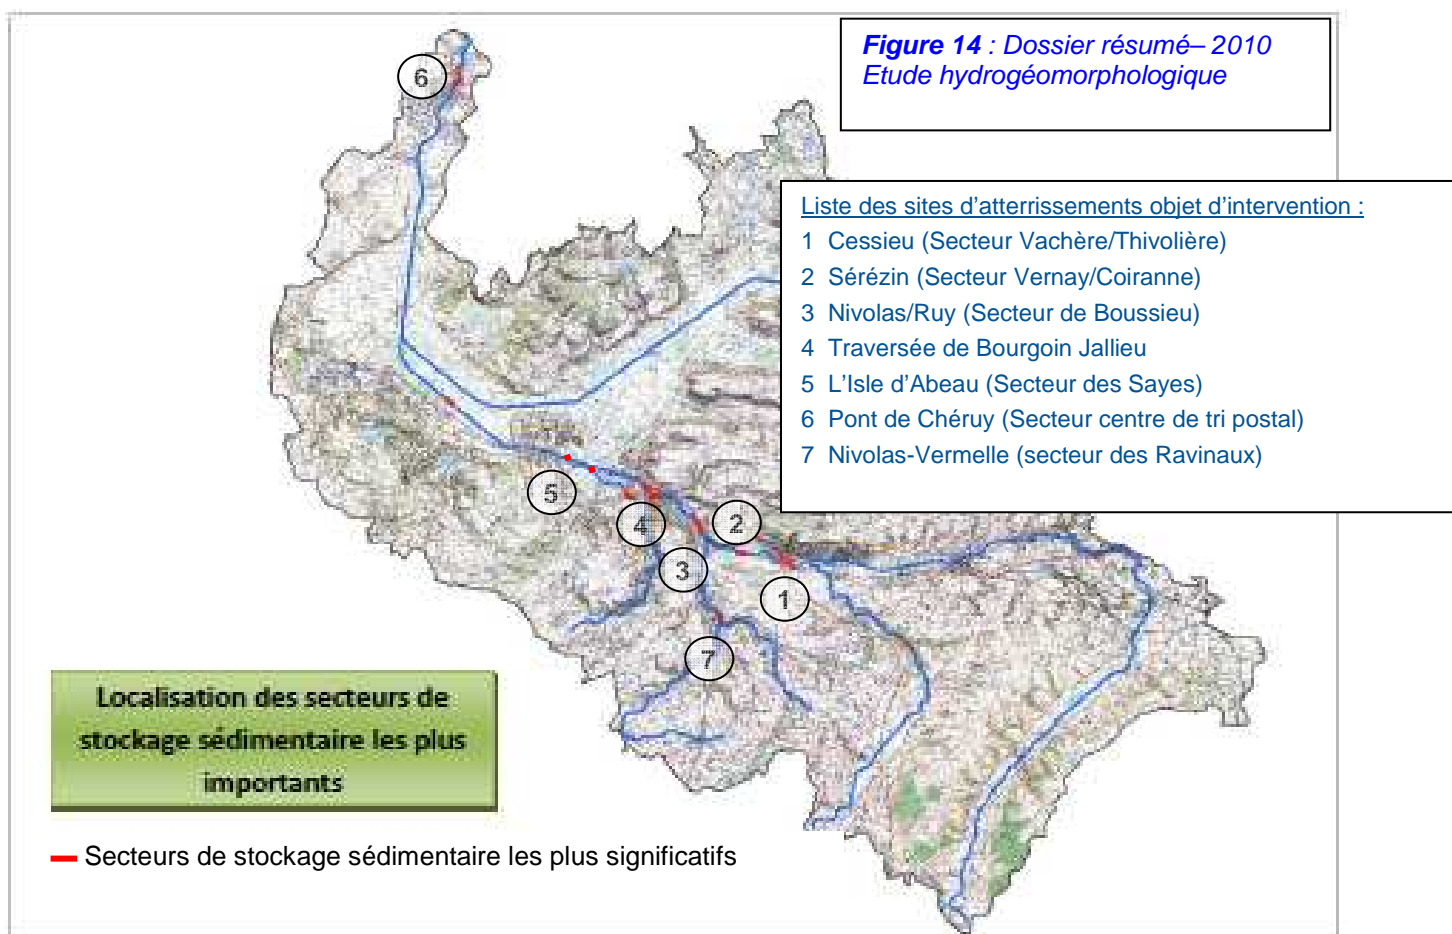 Figure 14 : Dossier résumé– 2010
Etude hydrogéomorphologique
Liste des sites d'atterrissements objet d'intervention :
1 Cessieu (Secteur Vachère/Thivolière)
2 Sérézin (Secteur Vernay/Coiranne)
3 Nivolas/Ruy (Secteur de Boussieu)
4 Traversée de Bourgoin Jallieu
5 L'Isle d'Abeau (Secteur des Sayes)
6 Pont de Chéruy (Secteur centre de tri postal)
7 Nivolas-Vermelle (secteur des Ravinaux)
6
5
4
2
3
1
7
Localisation des secteurs de
stockage sédimentaire les plus
importants
Secteurs de stockage sédimentaire les plus significatifs